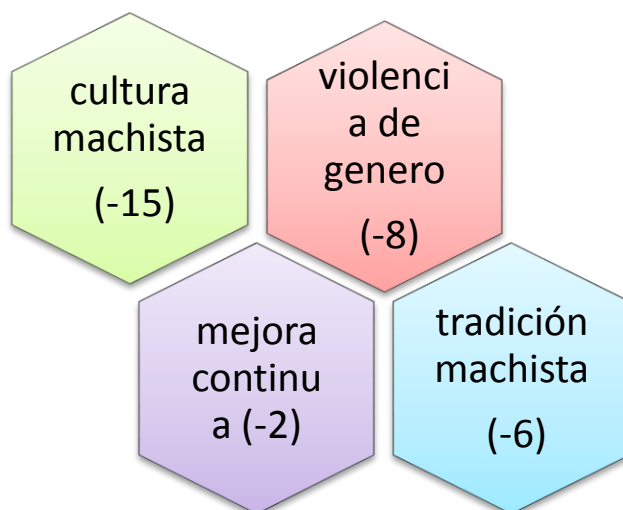 cultura
machista
(-15)
violenci
a de
genero
(-8)
mejora
continu
a (-2)
tradición
machista
(-6)